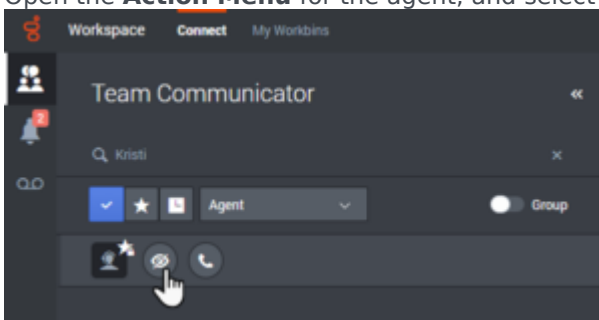 Open the Action Menu for the agent, and select
Workspace Connect My Workbins
Team Communicator «
2
Kristi ×
Agent Group